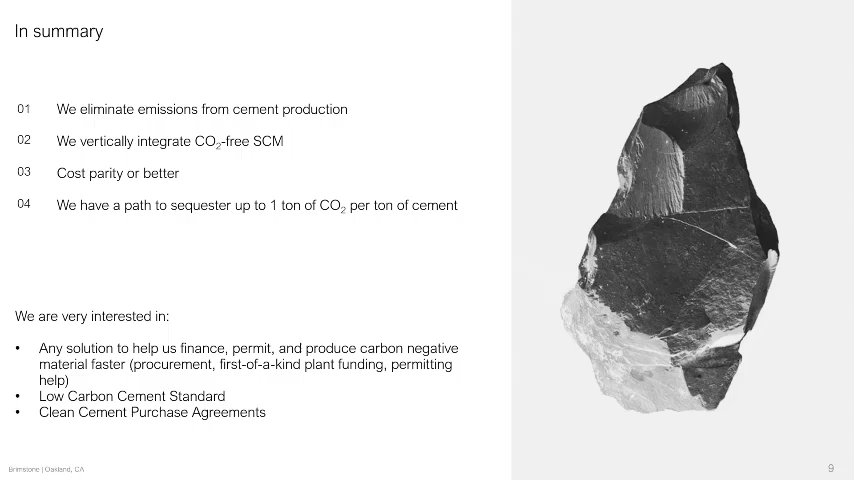 In summary
01 We eliminate emissions from cement production
02 We vertically integrate CO₂-free SCM
03 Cost parity or better
04 We have a path to sequester up to 1 ton of CO₂ per ton of cement
We are very interested in:
• Any solution to help us finance, permit, and produce carbon negative
material faster (procurement, first-of-a-kind plant funding, permitting
help)
• Low Carbon Cement Standard
• Clean Cement Purchase Agreements
Brimstone | Oakland, CA
9